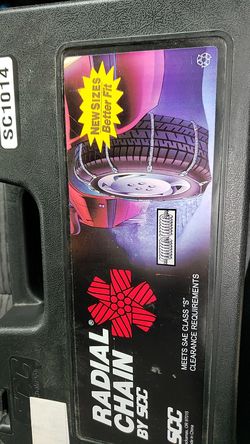 SC1014
NEW SIZES
Better Fit
RADIAL®
CHAIN
BY SCC
MEETS SAE CLASS "S"
CLEARANCE REQUIREMENTS
SCC